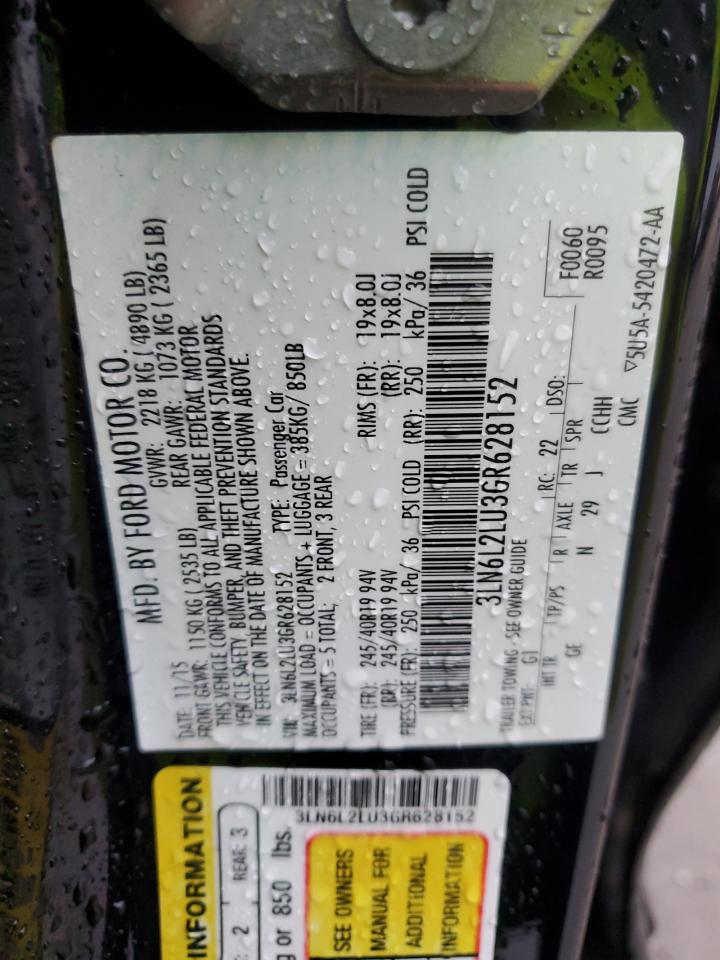 MFD. BY FORD MOTOR CO.
DATE: 11/15 GVWR: 2218 KG ( 4890 LB)
FRONT GAWR: 1150 KG ( 2535 LB) REAR GAWR: 1073 KG ( 2365 LB)
THIS VEHICLE CONFORMS TO ALL APPLICABLE FEDERAL MOTOR
VEHICLE SAFETY, BUMPER, AND THEFT PREVENTION STANDARDS
IN EFFECT ON THE DATE OF MANUFACTURE SHOWN ABOVE.
VIN: 3LN6L2LU3GR628152 TYPE: Passenger Car
MAXIMUM LOAD = OCCUPANTS + LUGGAGE = 385KG/ 850LB
OCCUPANTS = 5 TOTAL; 2 FRONT, 3 REAR
TIRE (FR): 245/40R19 94V RIMS (FR): 19x8.0J
(RR): 245/40R19 94V (RR): 19x8.0J
PRESSURE (FR): 250 kPa/ 36 PSI COLD (RR): 250 kPa/ 36 PSI COLD
3LN6L2LU3GR628152
TRAILER TOWING - SEE OWNER GUIDE
EXT PNT: G1 RC: 22 DSO: F0060
R0095
INT TR TP/PS R AXLE TR SPR
GE N 29 J CCHH
CMC ▽5U5A-5420472-AA
INFORMATION
2 REAR: 3
or 850 lbs.
3LN6L2LU3GR628152
SEE OWNERS
MANUAL FOR
ADDITIONAL
INFORMATION